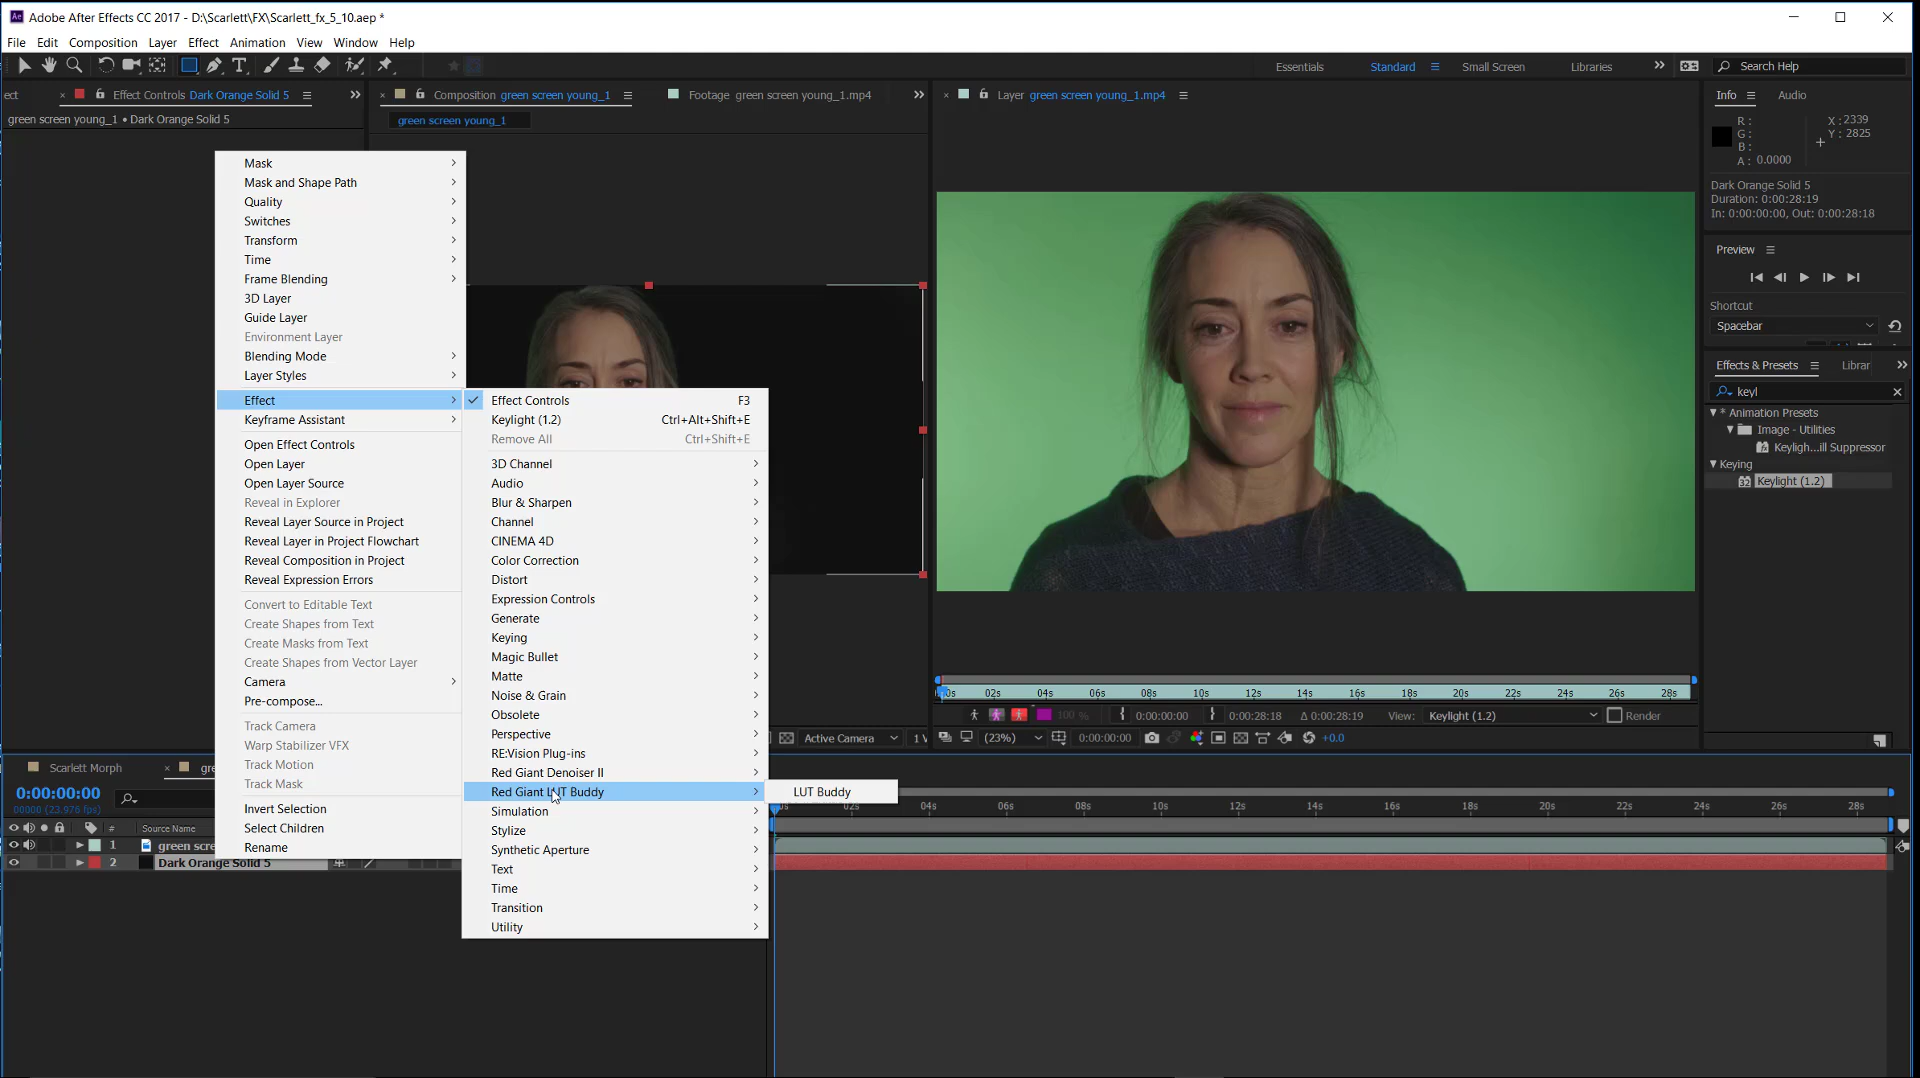 Adobe After Effects CC 2017 - D:\Scarlett\FX\Scarlett_fx_5_10.aep *
File Edit Composition Layer Effect Animation View Window Help
Essentials Standard Small Screen Libraries Search Help
ect Effect Controls Dark Orange Solid 5
Composition green screen young_1 Footage green screen young_1.mp4
Layer green screen young_1.mp4
Info Audio
green screen young_1 • Dark Orange Solid 5
green screen young_1
R :
G :
B :
A : 0.0000
X : 2339
Y : 2825
Dark Orange Solid 5
Duration: 0:00:28:19
In: 0:00:00:00, Out: 0:00:28:18
Preview
Shortcut
Spacebar
Effects & Presets Librar
keyl
* Animation Presets
Image - Utilities
Keyligh...ill Suppressor
Keying
Keylight (1.2)
Mask
Mask and Shape Path
Quality
Switches
Transform
Time
Frame Blending
3D Layer
Guide Layer
Environment Layer
Blending Mode
Layer Styles
Effect
Keyframe Assistant
Open Effect Controls
Open Layer
Open Layer Source
Reveal in Explorer
Reveal Layer Source in Project
Reveal Layer in Project Flowchart
Reveal Composition in Project
Reveal Expression Errors
Convert to Editable Text
Create Shapes from Text
Create Masks from Text
Create Shapes from Vector Layer
Camera
Pre-compose...
Track Camera
Warp Stabilizer VFX
Track Motion
Track Mask
Invert Selection
Select Children
Rename
Effect Controls F3
Keylight (1.2) Ctrl+Alt+Shift+E
Remove All Ctrl+Shift+E
3D Channel
Audio
Blur & Sharpen
Channel
CINEMA 4D
Color Correction
Distort
Expression Controls
Generate
Keying
Magic Bullet
Matte
Noise & Grain
Obsolete
Perspective
RE:Vision Plug-ins
Red Giant Denoiser II
Red Giant LUT Buddy
Simulation
Stylize
Synthetic Aperture
Text
Time
Transition
Utility
LUT Buddy
02s 04s 06s 08s 10s 12s 14s 16s 18s 20s 22s 24s 26s 28s
100 % 0:00:00:00 0:00:28:18 Δ 0:00:28:19 View: Keylight (1.2) Render
Active Camera 1 V
(23%) 0:00:00:00 +0.0
Scarlett Morph gre
0:00:00:00
00000 (23.976 fps)
# Source Name
02s 04s 06s 08s 10s 12s 14s 16s 18s 20s 22s 24s 26s 28s
1 green scree
2 Dark Orange Solid 5